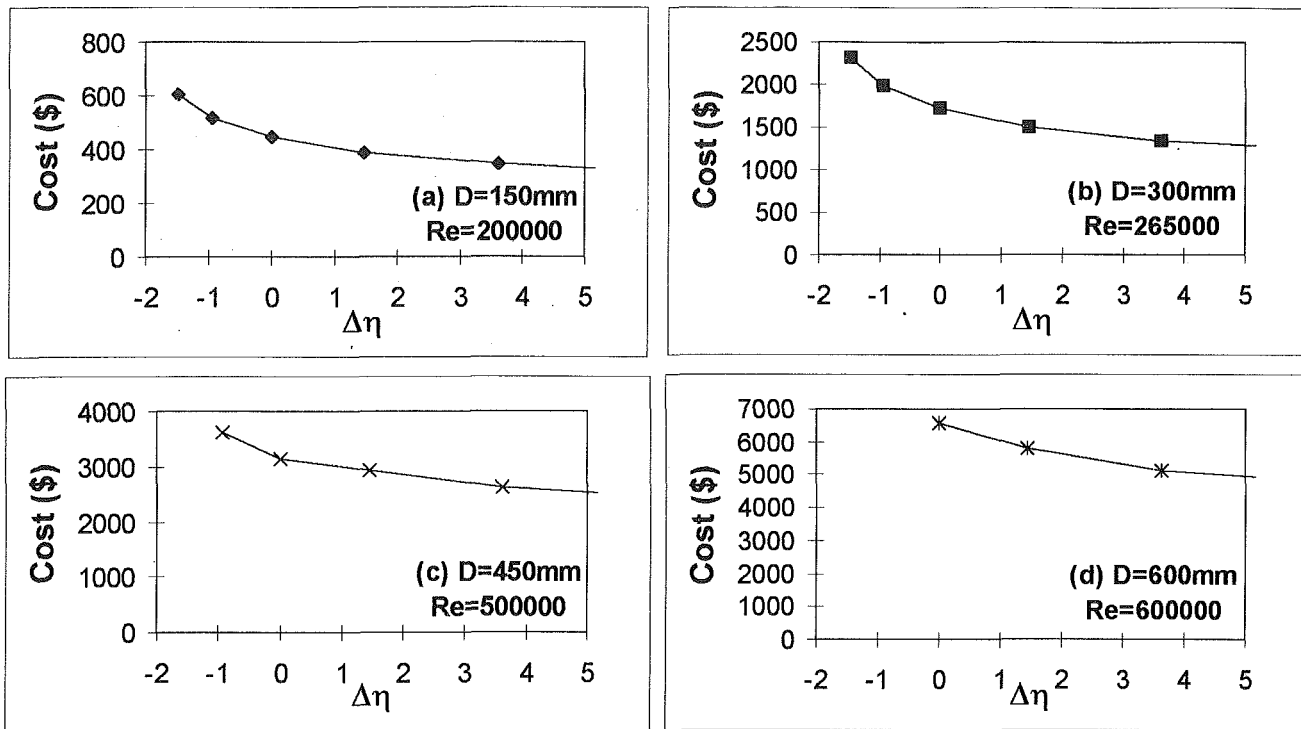 Cost ($)
800
600
400
200
0
(a) D=150mm
Re=200000
-2 -1 0 1 2 3 4 5
Δη
Cost ($)
2500
2000
1500
1000
500
0
(b) D=300mm
Re=265000
-2 -1 0 1 2 3 4 5
Δη
Cost ($)
4000
3000
2000
1000
0
(c) D=450mm
Re=500000
-2 -1 0 1 2 3 4 5
Δη
Cost ($)
7000
6000
5000
4000
3000
2000
1000
0
(d) D=600mm
Re=600000
-2 -1 0 1 2 3 4 5
Δη